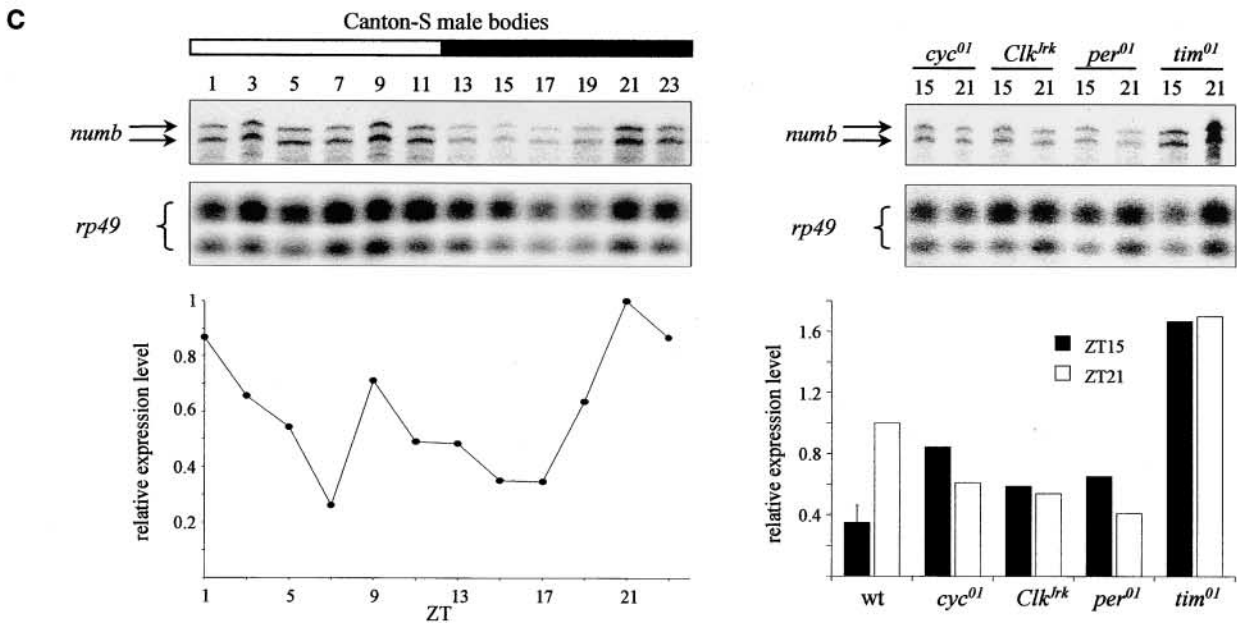 C
Canton-S male bodies
1 3 5 7 9 11 13 15 17 19 21 23
numb
rp49
relative expression level
1
0.8
0.6
0.4
0.2
1 5 9 13 17 21
ZT
cyc01 ClkJrk per01 tim01
15 21 15 21 15 21 15 21
numb
rp49
relative expression level
1.6
1.2
0.8
0.4
ZT15
ZT21
wt cyc01 ClkJrk per01 tim01